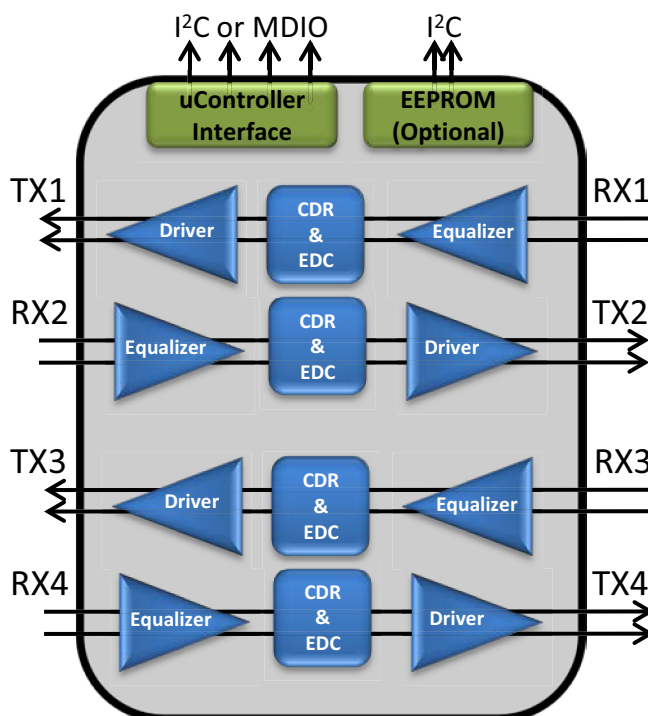 I²C or MDIO
I²C
uController
Interface
EEPROM
(Optional)
TX1
RX1
Driver
CDR
&
EDC
Equalizer
RX2
TX2
Equalizer
CDR
&
EDC
Driver
TX3
RX3
Driver
CDR
&
EDC
Equalizer
RX4
TX4
Equalizer
CDR
&
EDC
Driver